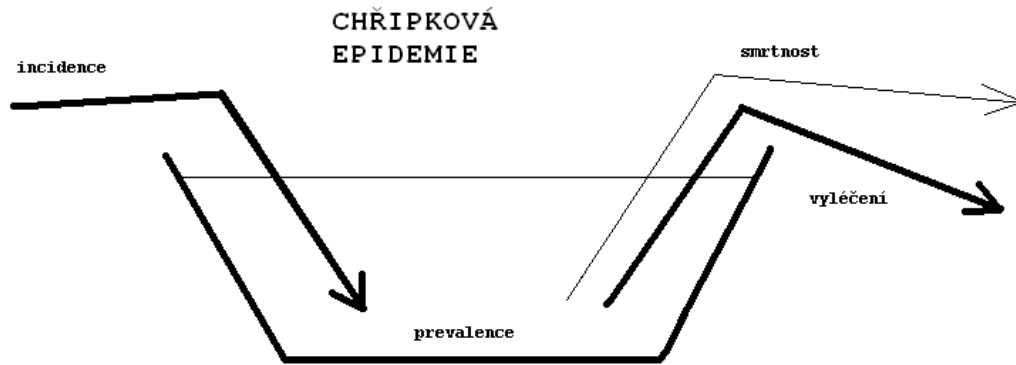 CHŘIPKOVÁ
EPIDEMIE
incidence
smrtnost
vyléčení
prevalence